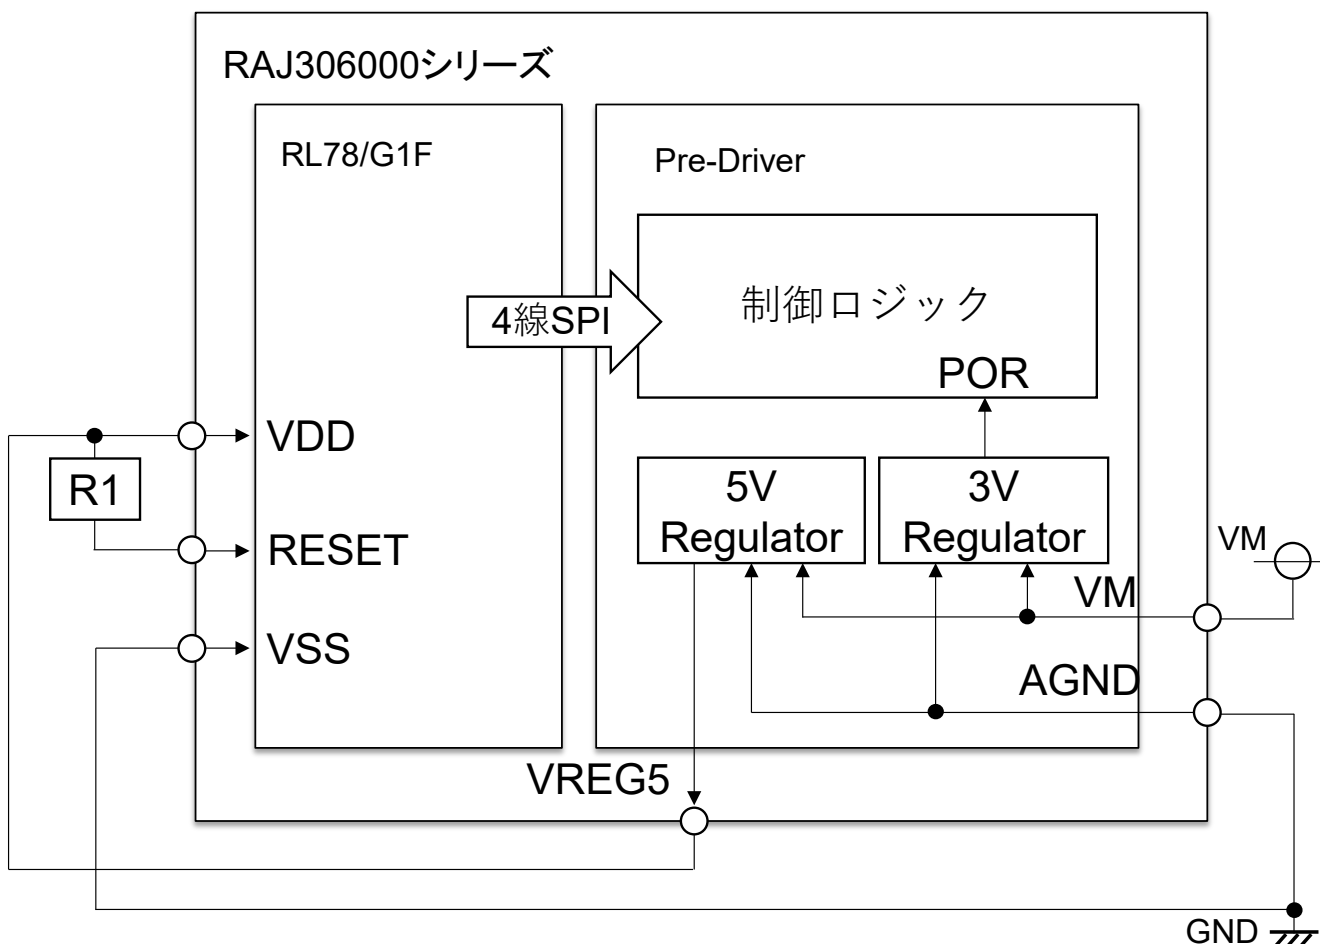 RAJ306000シリーズ
RL78/G1F
Pre-Driver
制御ロジック
4線SPI
POR
VDD
R1
5V
Regulator
3V
Regulator
RESET
VM
VM
VSS
AGND
VREG5
GND